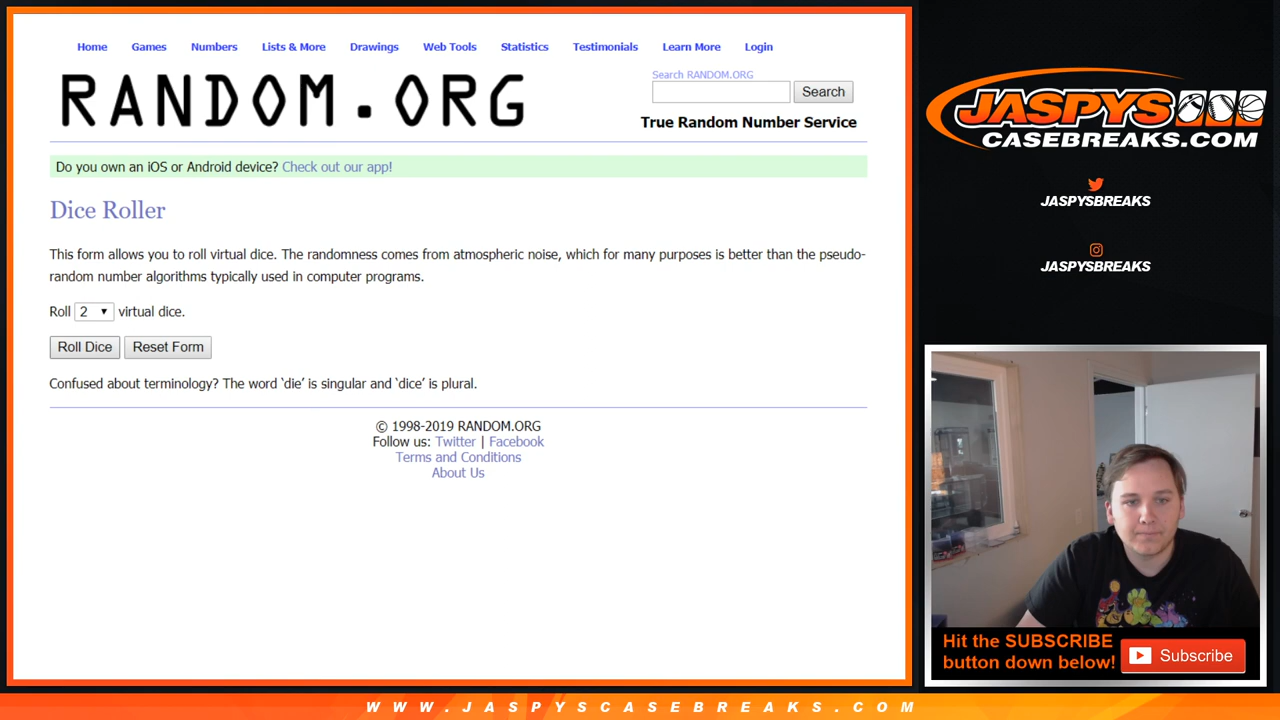 Home Games Numbers Lists & More Drawings Web Tools Statistics Testimonials Learn More Login
RANDOM.ORG
Search RANDOM.ORG
Search
True Random Number Service
Do you own an iOS or Android device? Check out our app!
Dice Roller
This form allows you to roll virtual dice. The randomness comes from atmospheric noise, which for many purposes is better than the pseudo-
random number algorithms typically used in computer programs.
Roll 2 virtual dice.
Roll Dice Reset Form
Confused about terminology? The word ‘die’ is singular and ‘dice’ is plural.
© 1998-2019 RANDOM.ORG
Follow us: Twitter | Facebook
Terms and Conditions
About Us
JASPYS
CASEBREAKS.COM
JASPYSBREAKS
JASPYSBREAKS
Hit the SUBSCRIBE
button down below!
Subscribe
WWW.JASPYSCASEBREAKS.COM